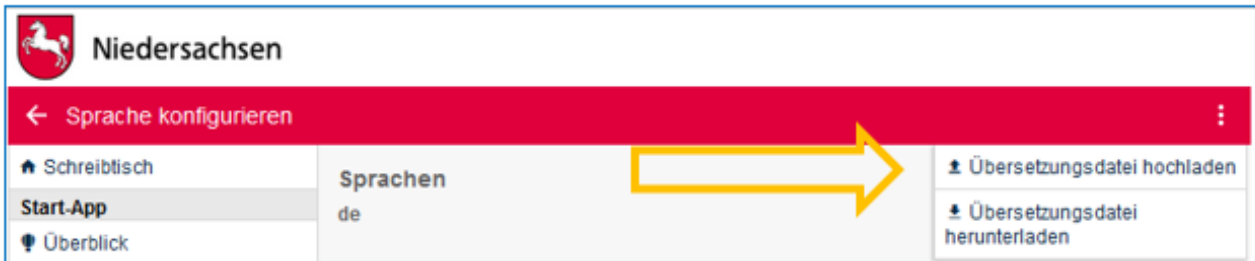 Niedersachsen
Sprache konfigurieren
Schreibtisch
Start-App
Überblick
Sprachen
de
Übersetzungsdatei hochladen
Übersetzungsdatei
herunterladen